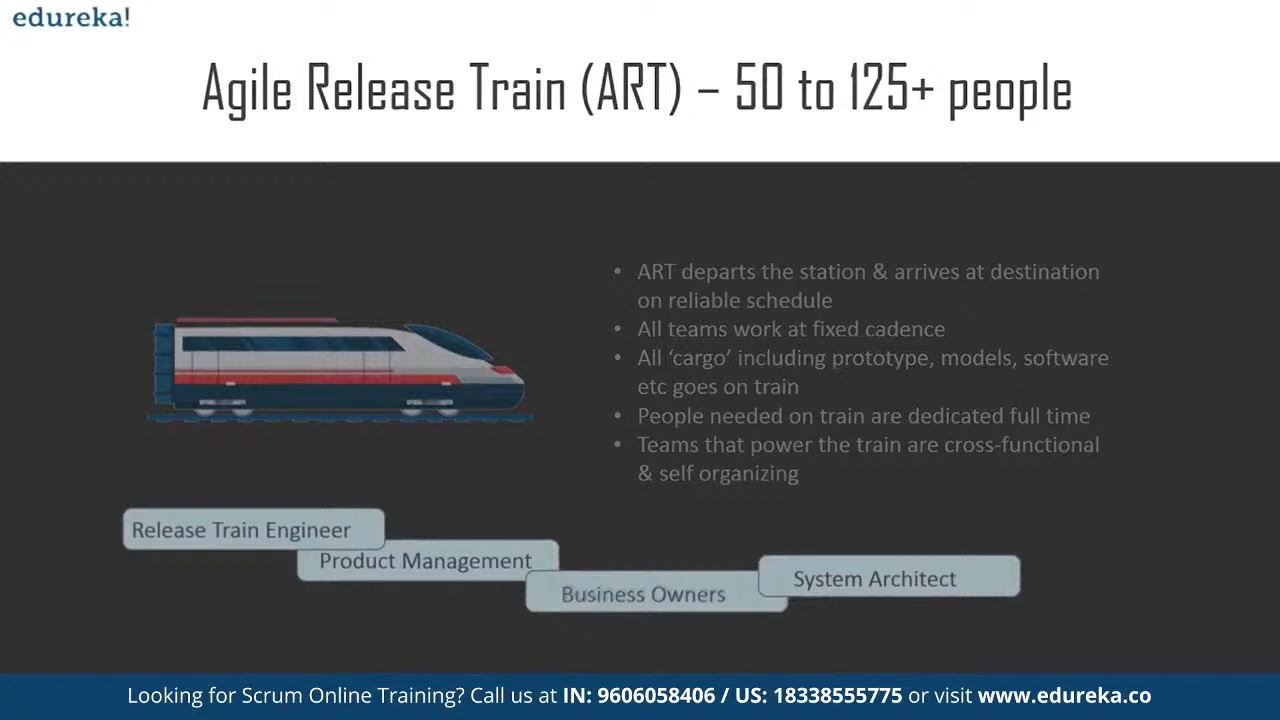 edureka!
Agile Release Train (ART) – 50 to 125+ people
• ART departs the station & arrives at destination
on reliable schedule
• All teams work at fixed cadence
• All ‘cargo’ including prototype, models, software
etc goes on train
• People needed on train are dedicated full time
• Teams that power the train are cross-functional
& self organizing
Release Train Engineer
Product Management
Business Owners
System Architect
Looking for Scrum Online Training? Call us at IN: 9606058406 / US: 18338555775 or visit www.edureka.co